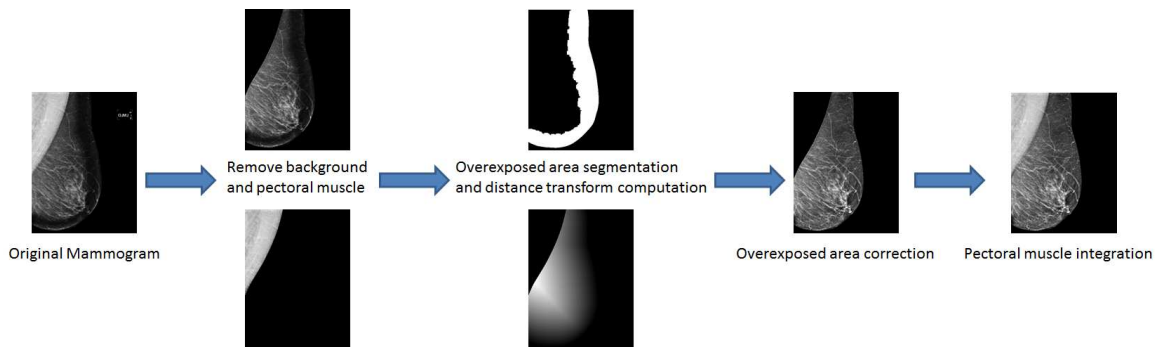 Original Mammogram
Remove background
and pectoral muscle
Overexposed area segmentation
and distance transform computation
Overexposed area correction
Pectoral muscle integration